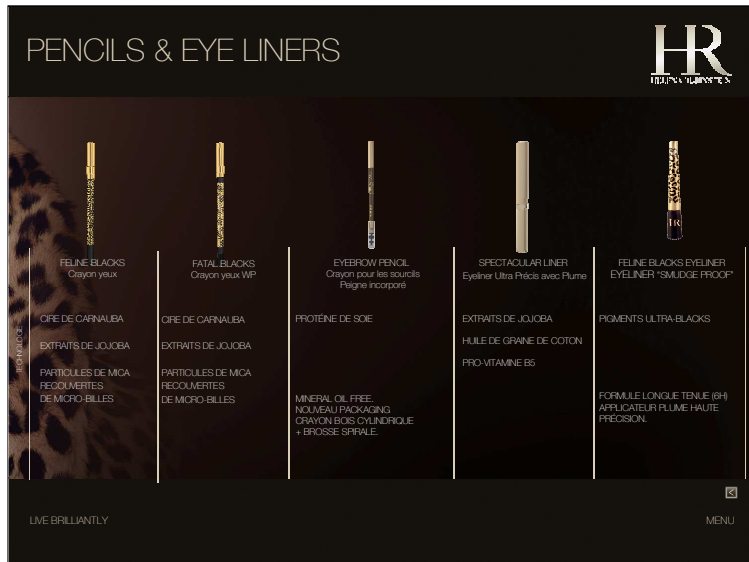 PENCILS & EYE LINERS
HR
HELENA RUBINSTEIN
FELINE BLACKS
Crayon yeux
FATAL BLACKS
Crayon yeux WP
EYEBROW PENCIL
Crayon pour les sourcils
Peigne incorporé
SPECTACULAR LINER
Eyeliner Ultra Précis avec Plume
FELINE BLACKS EYELINER
EYELINER “SMUDGE PROOF”
TECHNOLOGIE
CIRE DE CARNAUBA
EXTRAITS DE JOJOBA
PARTICULES DE MICA
RECOUVERTES
DE MICRO-BILLES
CIRE DE CARNAUBA
EXTRAITS DE JOJOBA
PARTICULES DE MICA
RECOUVERTES
DE MICRO-BILLES
PROTÉINE DE SOIE
MINERAL OIL FREE.
NOUVEAU PACKAGING
CRAYON BOIS CYLINDRIQUE
+ BROSSE SPIRALE.
EXTRAITS DE JOJOBA
HUILE DE GRAINE DE COTON
PRO-VITAMINE B5
PIGMENTS ULTRA-BLACKS
FORMULE LONGUE TENUE (6H)
APPLICATEUR PLUME HAUTE
PRÉCISION.
LIVE BRILLIANTLY
MENU